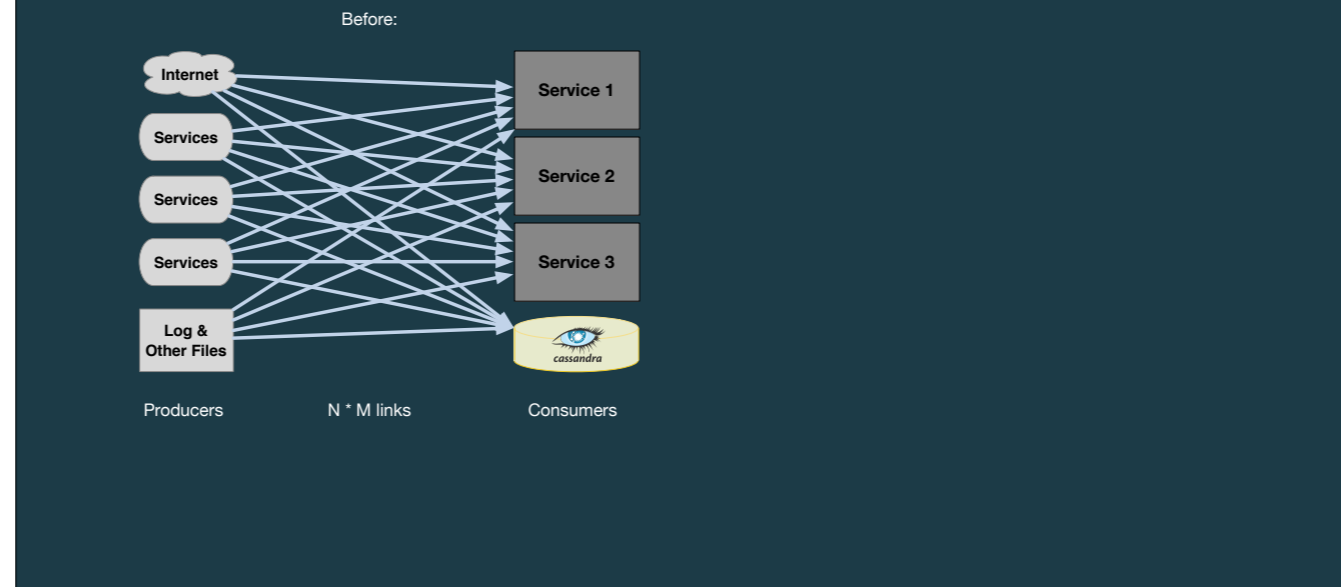 Before:
Internet
Service 1
Services
Service 2
Services
Services
Service 3
Log &
Other Files
cassandra
Producers
N * M links
Consumers